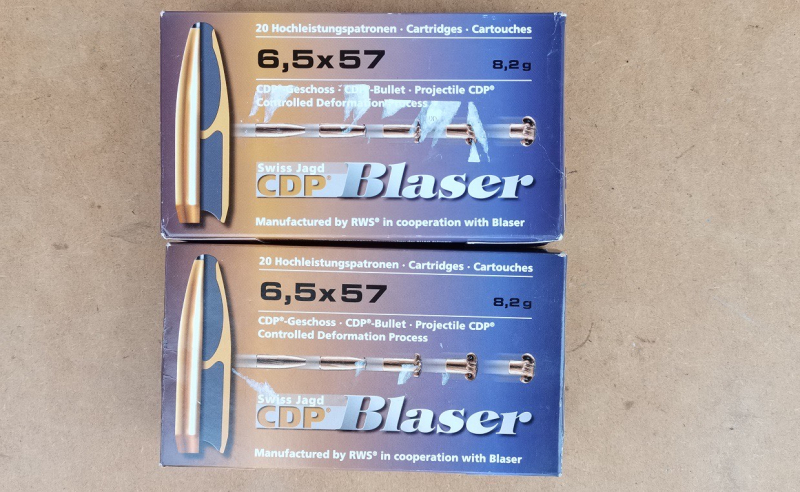 20 Hochleistungspatronen · Cartridges · Cartouches
6,5x57
8,2g
CDP®-Geschoss · CDP®-Bullet · Projectile CDP®
Controlled Deformation Process
Swiss Jagd
CDP® Blaser
Manufactured by RWS® in cooperation with Blaser
20 Hochleistungspatronen · Cartridges · Cartouches
6,5x57
8,2g
CDP®-Geschoss · CDP®-Bullet · Projectile CDP®
Controlled Deformation Process
Swiss Jagd
CDP® Blaser
Manufactured by RWS® in cooperation with Blaser